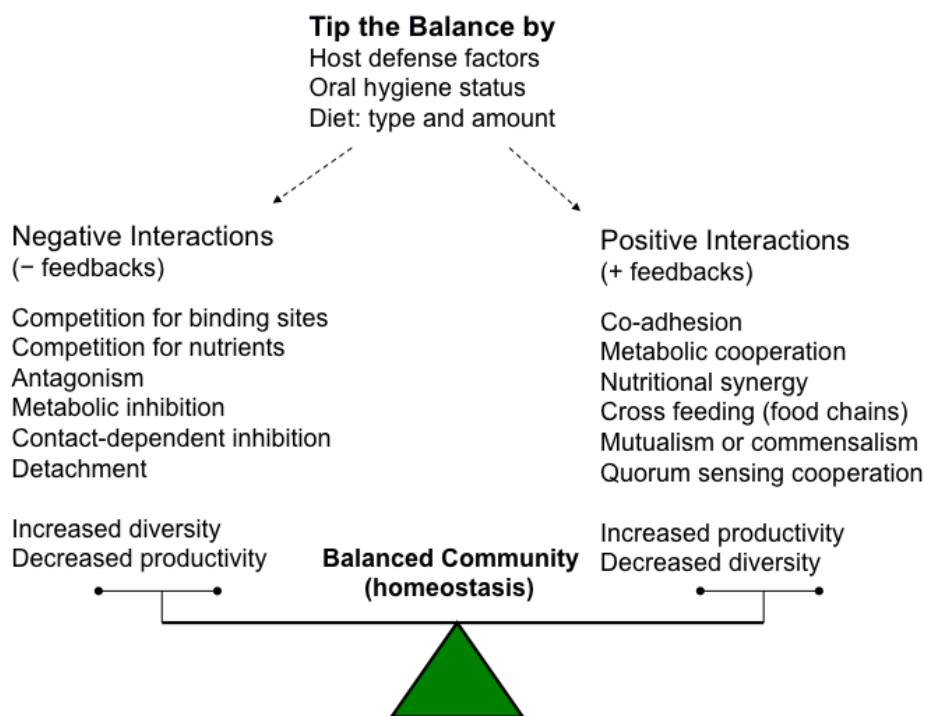 Tip the Balance by
Host defense factors
Oral hygiene status
Diet: type and amount
Negative Interactions
(− feedbacks)
Competition for binding sites
Competition for nutrients
Antagonism
Metabolic inhibition
Contact-dependent inhibition
Detachment
Increased diversity
Decreased productivity
Positive Interactions
(+ feedbacks)
Co-adhesion
Metabolic cooperation
Nutritional synergy
Cross feeding (food chains)
Mutualism or commensalism
Quorum sensing cooperation
Increased productivity
Decreased diversity
Balanced Community
(homeostasis)